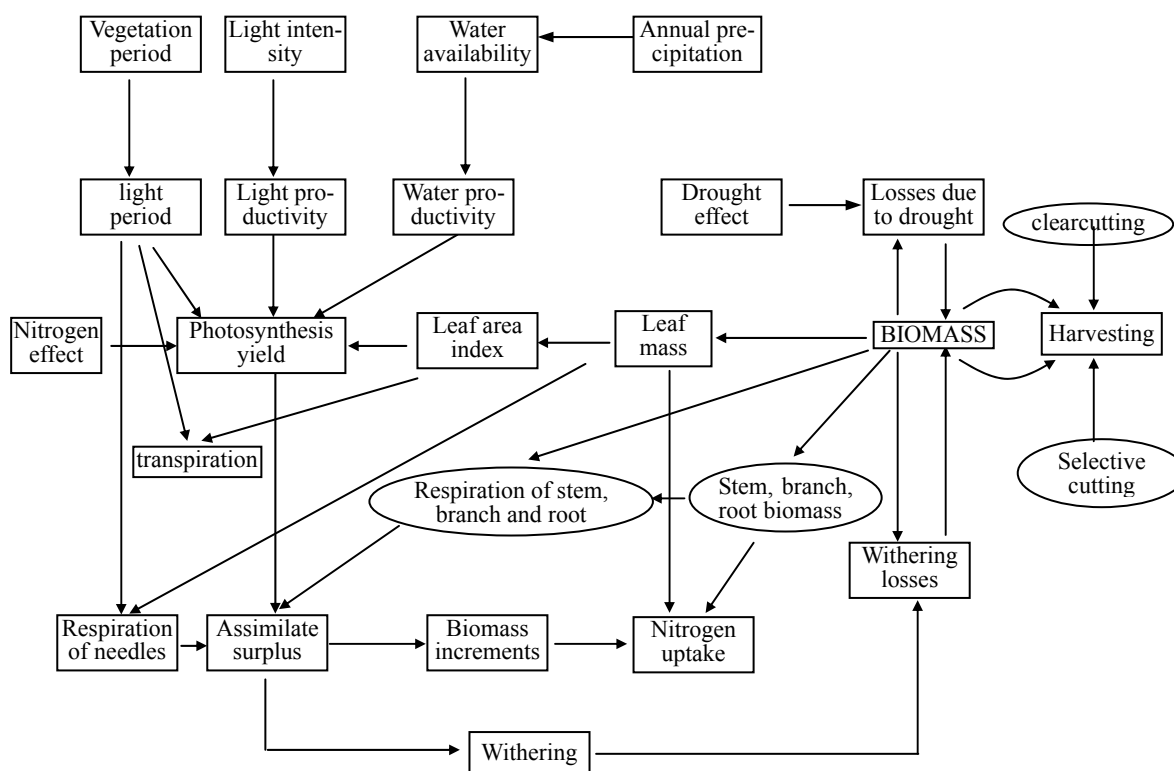 Vegetation
period
Light inten-
sity
Water
availability
Annual pre-
cipitation
light
period
Light pro-
ductivity
Water pro-
ductivity
Drought
effect
Losses due
to drought
clearcutting
Nitrogen
effect
Photosynthesis
yield
Leaf area
index
Leaf
mass
BIOMASS
Harvesting
transpiration
Respiration of stem,
branch and root
Stem, branch,
root biomass
Selective
cutting
Withering
losses
Respiration
of needles
Assimilate
surplus
Biomass
increments
Nitrogen
uptake
Withering